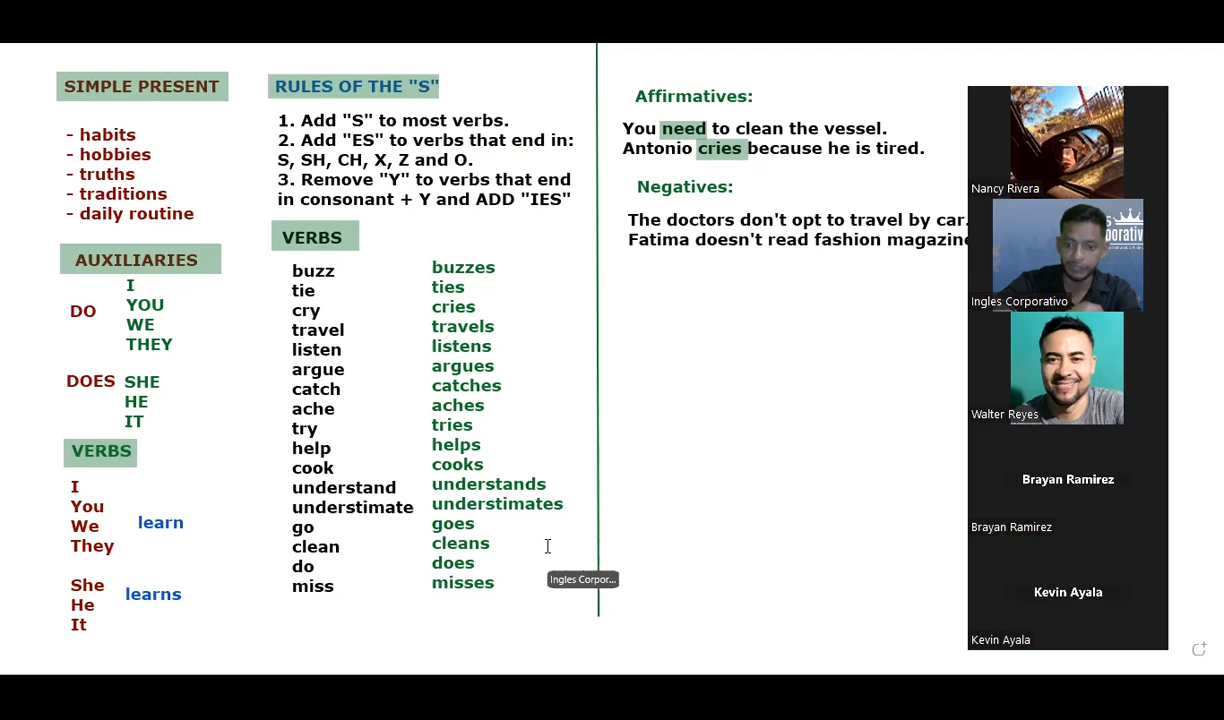 SIMPLE PRESENT
- habits
- hobbies
- truths
- traditions
- daily routine
AUXILIARIES
DO
I
YOU
WE
THEY
DOES
SHE
HE
IT
VERBS
I
You
We
They
learn
She
He
It
learns
RULES OF THE "S"
1. Add "S" to most verbs.
2. Add "ES" to verbs that end in:
S, SH, CH, X, Z and O.
3. Remove "Y" to verbs that end
in consonant + Y and ADD "IES"
VERBS
buzz buzzes
tie ties
cry cries
travel travels
listen listens
argue argues
catch catches
ache aches
try tries
help helps
cook cooks
understand understands
understimate understimates
go goes
clean cleans
do does
miss misses
Ingles Corpor...
Affirmatives:
You need to clean the vessel.
Antonio cries because he is tired.
Negatives:
The doctors don't opt to travel by car.
Fatima doesn't read fashion magazine
Nancy Rivera
orporativ
Ingles Corporativo
Walter Reyes
Brayan Ramirez
Brayan Ramirez
Kevin Ayala
Kevin Ayala